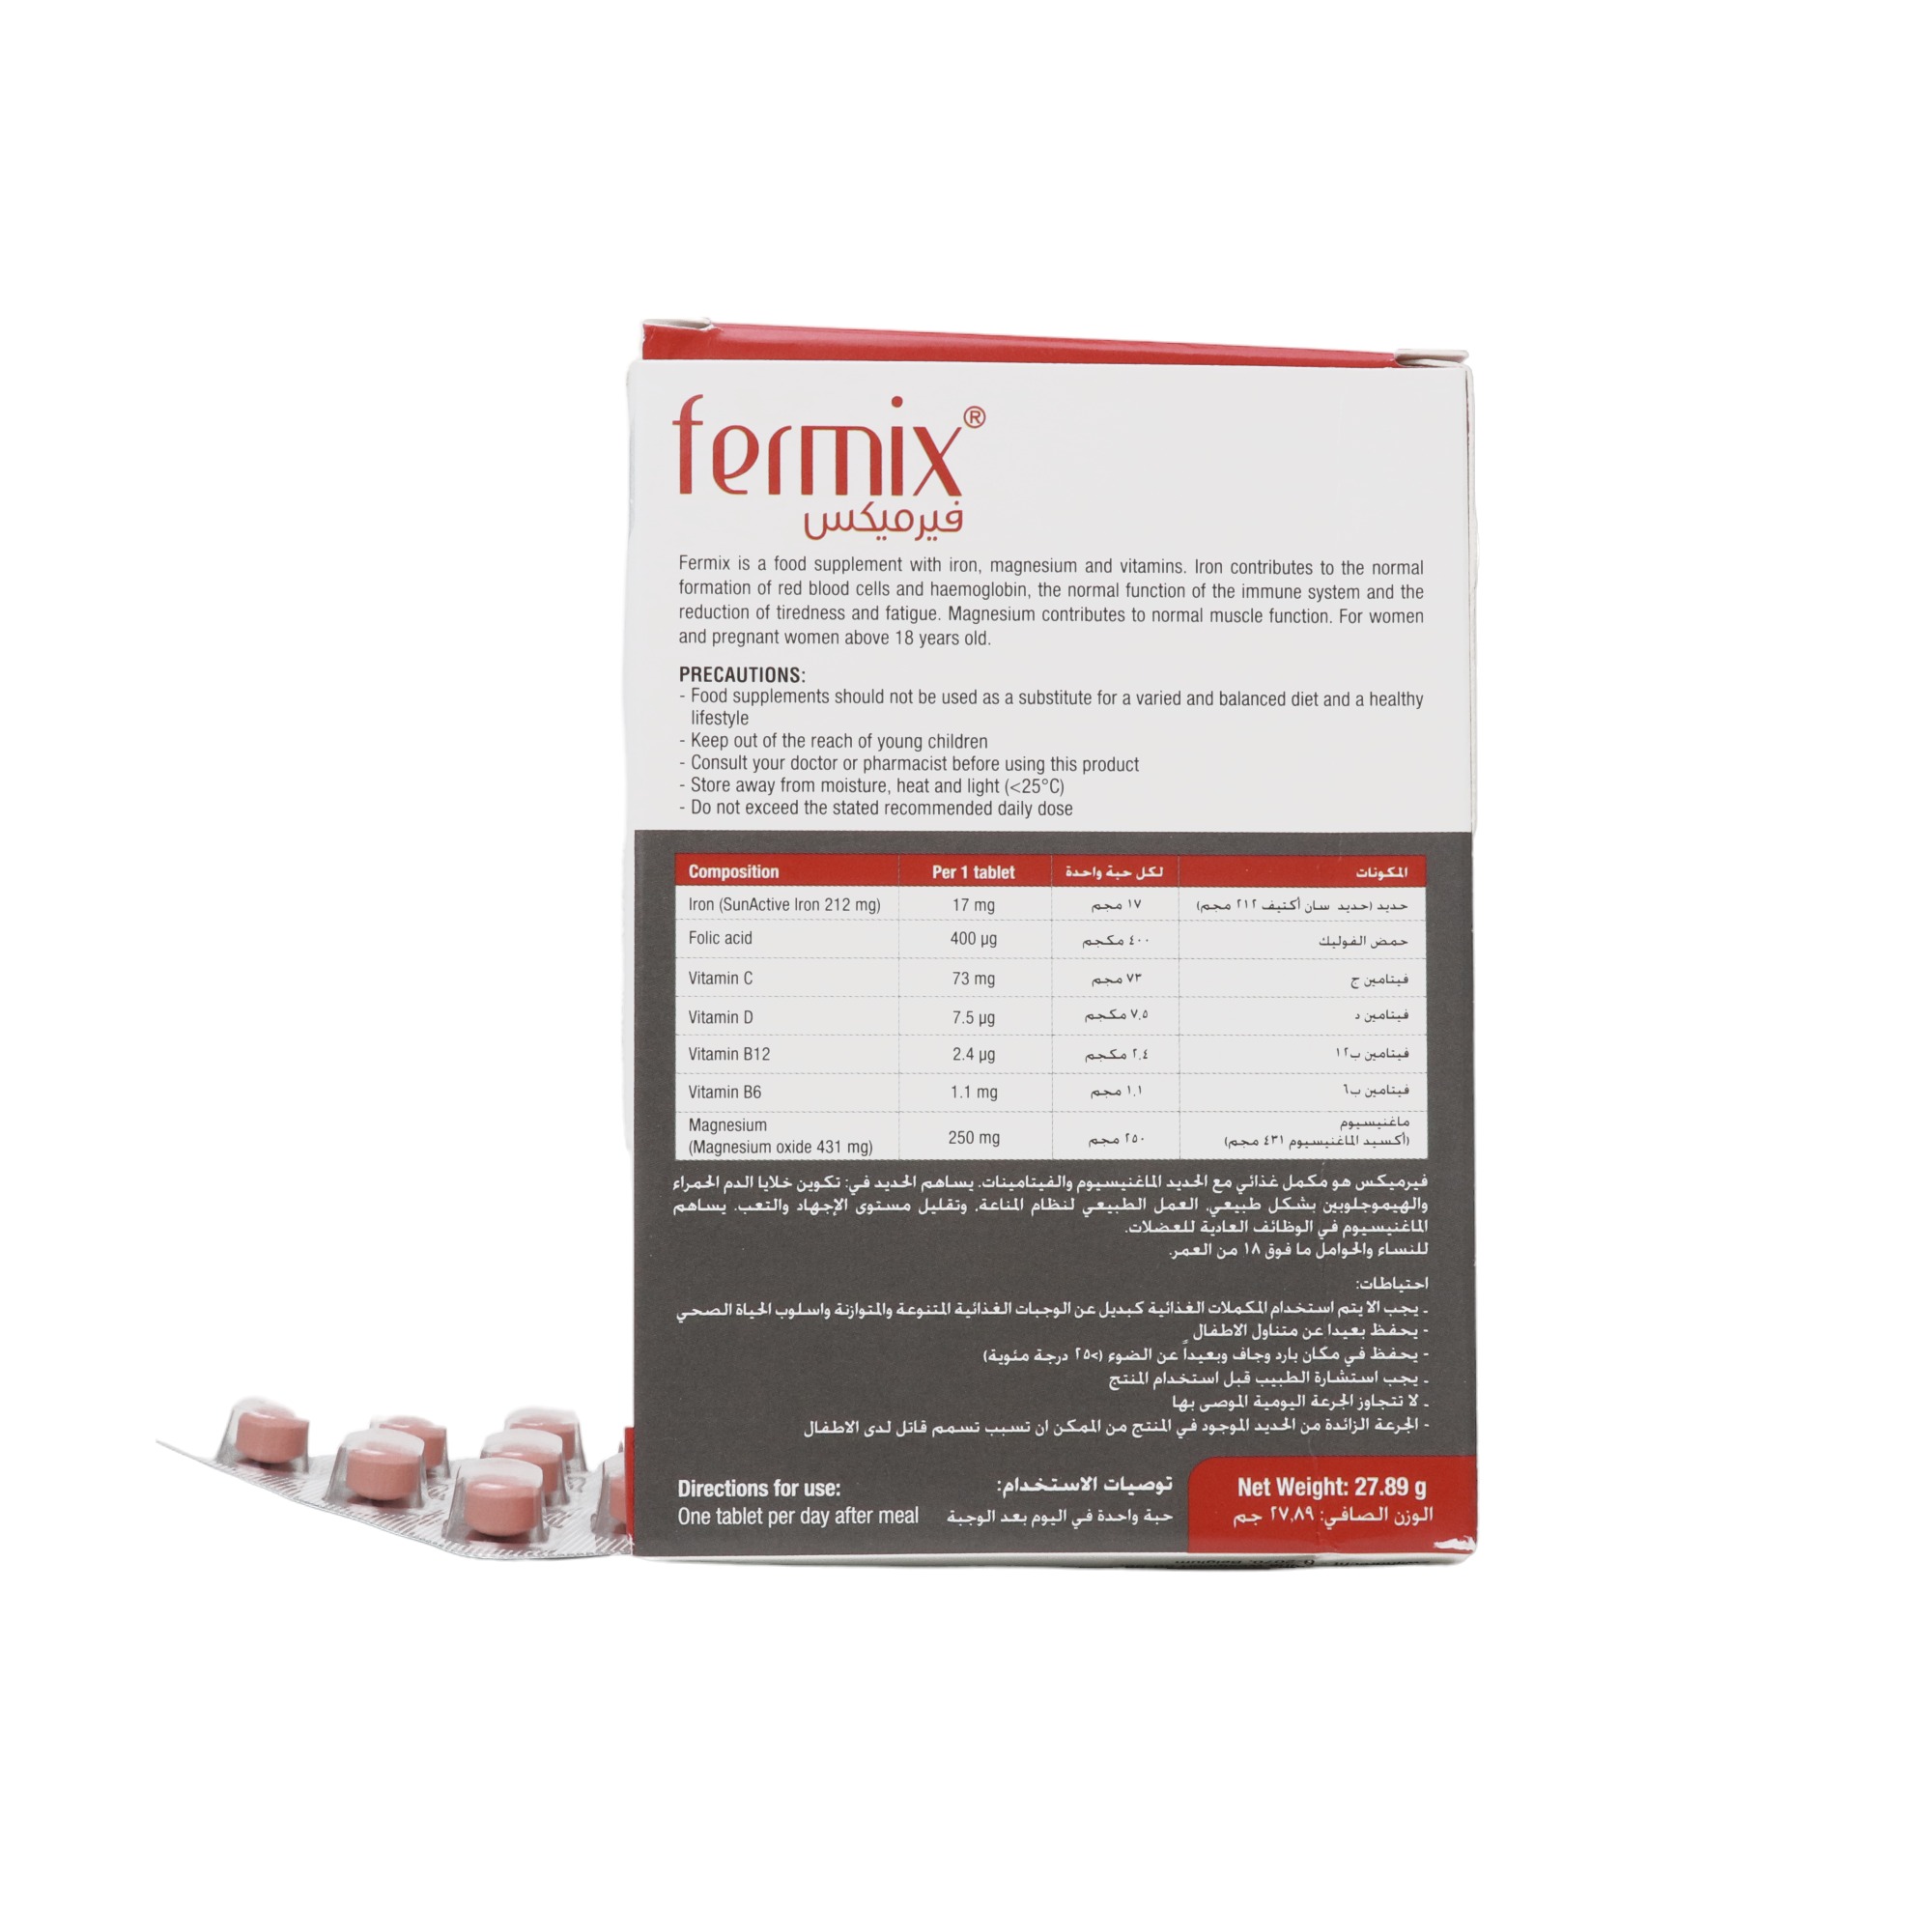 fermix®
فيرميكس
Fermix is a food supplement with iron, magnesium and vitamins. Iron contributes to the normal
formation of red blood cells and haemoglobin, the normal function of the immune system and the
reduction of tiredness and fatigue. Magnesium contributes to normal muscle function. For women
and pregnant women above 18 years old.
PRECAUTIONS:
- Food supplements should not be used as a substitute for a varied and balanced diet and a healthy
lifestyle
- Keep out of the reach of young children
- Consult your doctor or pharmacist before using this product
- Store away from moisture, heat and light (<25°C)
- Do not exceed the stated recommended daily dose
Composition Per 1 tablet لكل حبة واحدة المكونات
Iron (SunActive Iron 212 mg) 17 mg ١٧ مجم حديد (حديد سان أكتيف ٢١٢ مجم)
Folic acid 400 µg ٤٠٠ مكجم حمض الفوليك
Vitamin C 73 mg ٧٣ مجم فيتامين ج
Vitamin D 7.5 µg ٧,٥ مكجم فيتامين د
Vitamin B12 2.4 µg ٢,٤ مكجم فيتامين ب١٢
Vitamin B6 1.1 mg ١,١ مجم فيتامين ب٦
Magnesium
(Magnesium oxide 431 mg) 250 mg ٢٥٠ مجم ماغنيسيوم
(أكسيد الماغنيسيوم ٤٣١ مجم)
فيرميكس هو مكمل غذائي مع الحديد الماغنيسيوم والفيتامينات. يساهم الحديد في: تكوين خلايا الدم الحمراء
والهيموجلوبين بشكل طبيعي, العمل الطبيعي لنظام المناعة, وتقليل مستوى الإجهاد والتعب. يساهم
الماغنيسيوم في الوظائف العادية للعضلات.
للنساء والحوامل ما فوق ١٨ من العمر.
احتياطات:
- يجب الا يتم استخدام المكملات الغذائية كبديل عن الوجبات الغذائية المتنوعة والمتوازنة واسلوب الحياة الصحي
- يحفظ بعيدا عن متناول الاطفال
- يحفظ في مكان بارد وجاف وبعيداً عن الضوء (>٢٥ درجة مئوية)
- يجب استشارة الطبيب قبل استخدام المنتج
- لا تتجاوز الجرعة اليومية الموصى بها
- الجرعة الزائدة من الحديد الموجود في المنتج من الممكن ان تسبب تسمم قاتل لدى الاطفال
Directions for use: توصيات الاستخدام:
One tablet per day after meal حبة واحدة في اليوم بعد الوجبة
Net Weight: 27.89 g
الوزن الصافي: ٢٧,٨٩ جم